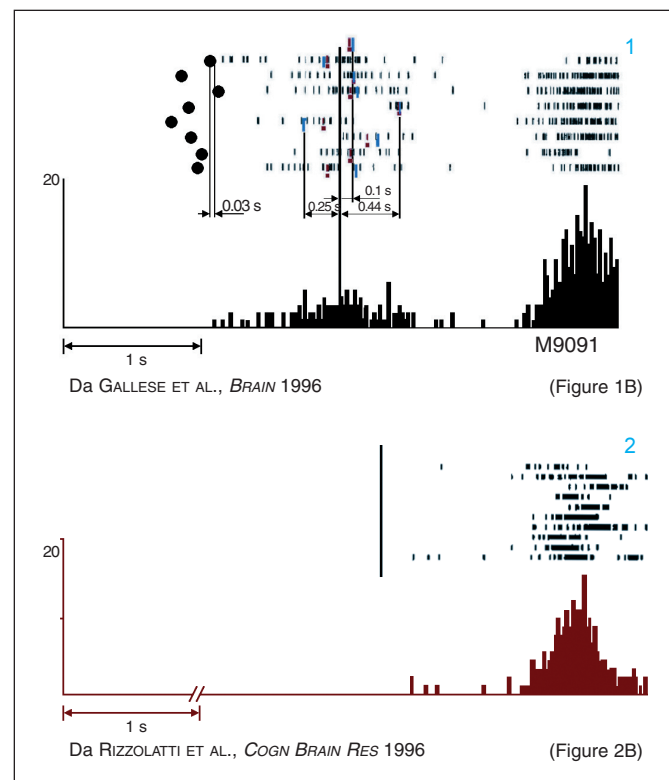 1
20
0.1 s
0.25 s 0.44 s
0.03 s
M9091
1 s
Da GALLESE ET AL., BRAIN 1996 (Figure 1B)
2
20
1 s
Da RIZZOLATTI ET AL., COGN BRAIN RES 1996 (Figure 2B)